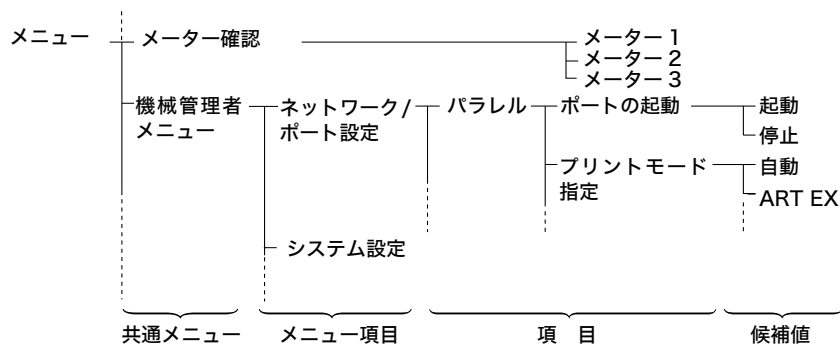 メニュー
メーター確認
メーター 1
メーター 2
メーター 3
機械管理者
メニュー
ネットワーク/
ポート設定
パラレル
ポートの起動
起動
停止
プリントモード
指定
自動
ART EX
システム設定
共通メニュー
メニュー項目
項 目
候補値